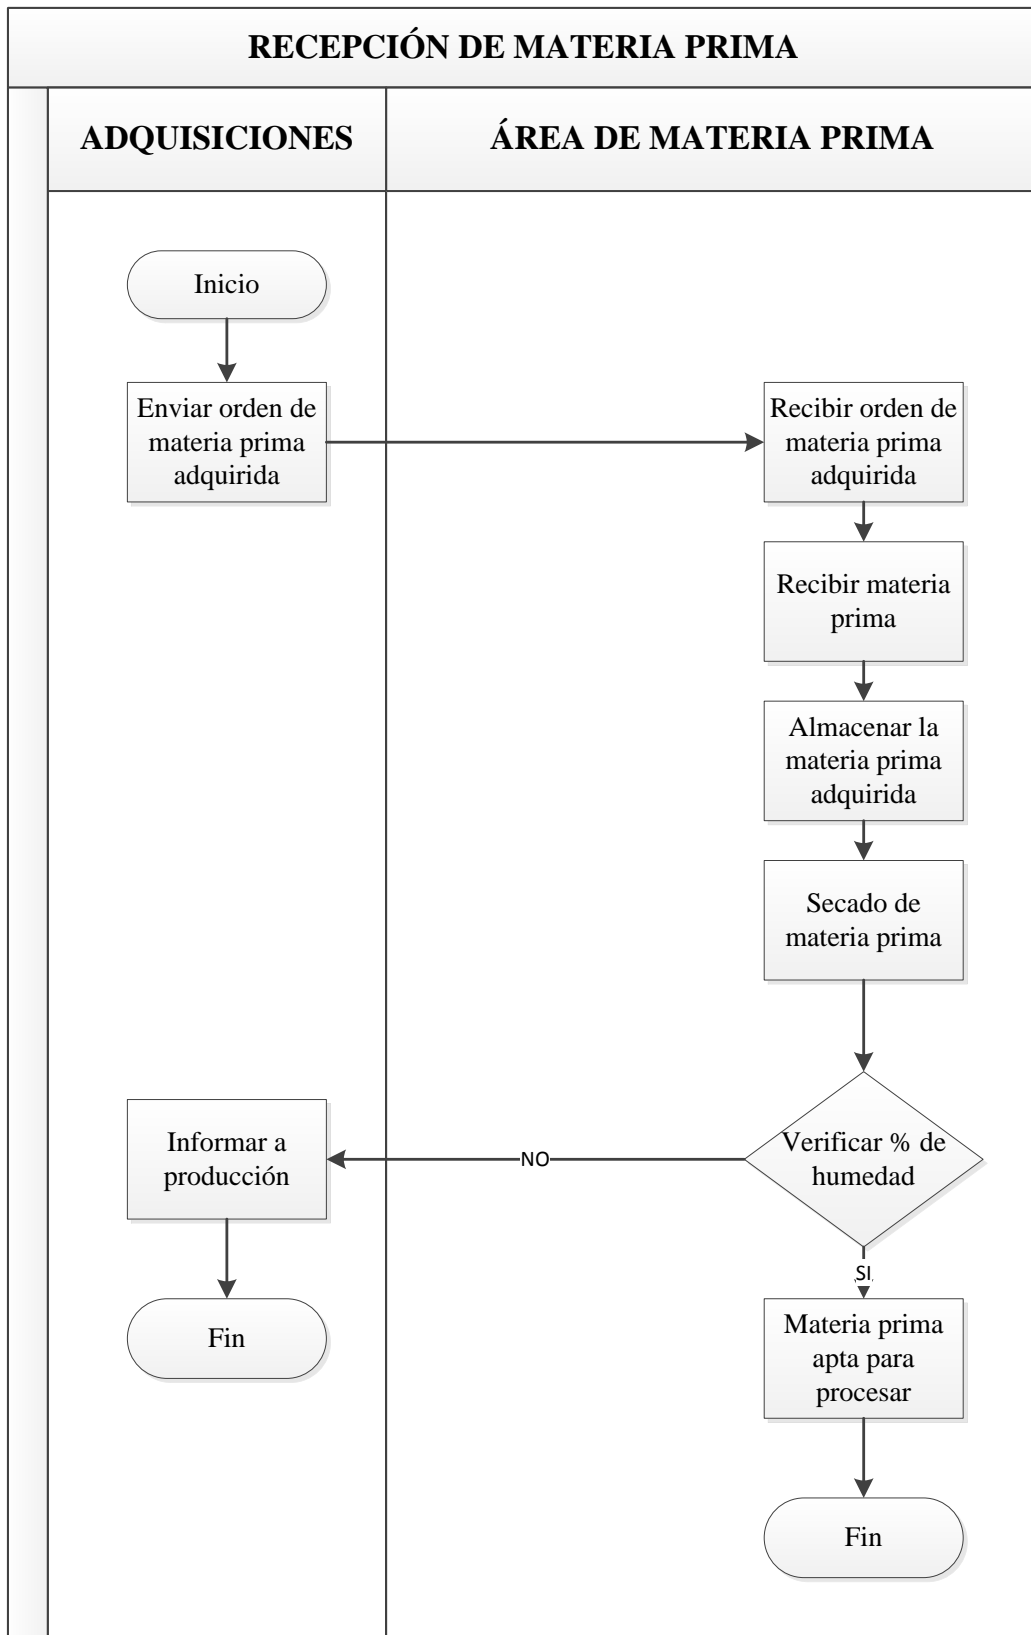 RECEPCIÓN DE MATERIA PRIMA
ADQUISICIONES
ÁREA DE MATERIA PRIMA
Inicio
Enviar orden de
materia prima
adquirida
Recibir orden de
materia prima
adquirida
Recibir materia
prima
Almacenar la
materia prima
adquirida
Secado de
materia prima
Verificar % de
humedad
NO
Informar a
producción
Fin
SI
Materia prima
apta para
procesar
Fin